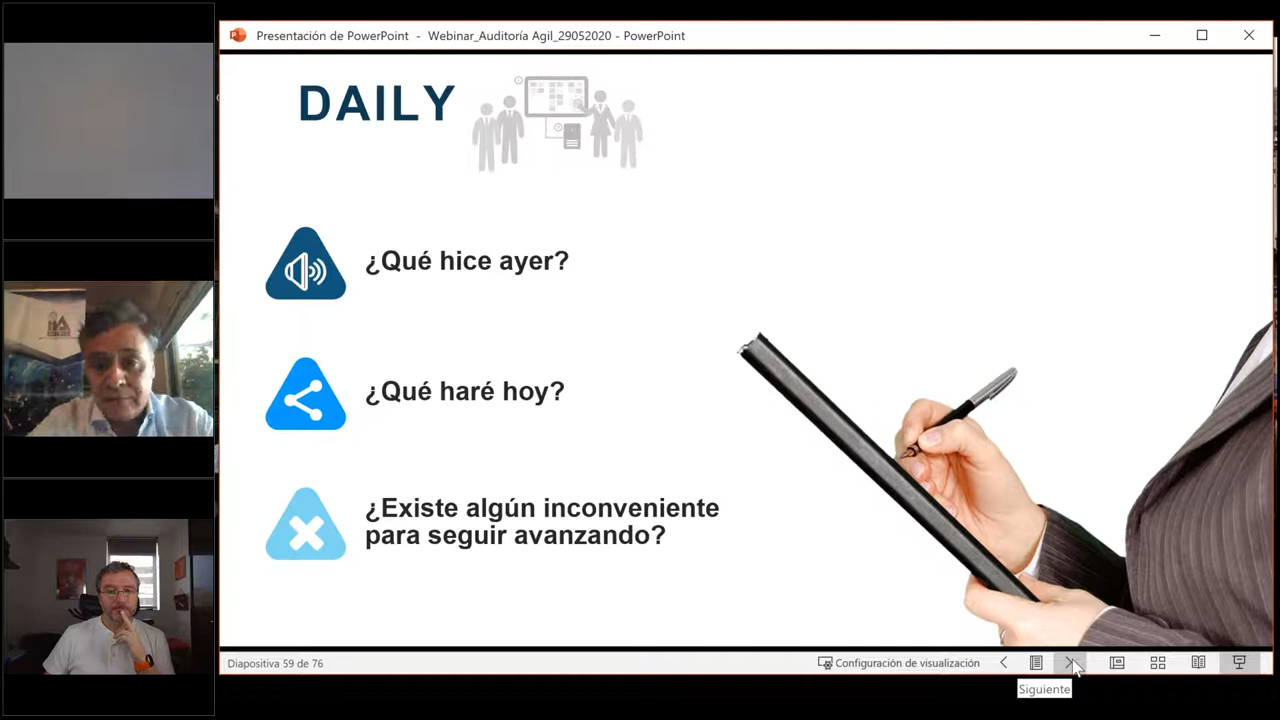 Presentación de PowerPoint - Webinar_Auditoría Agil_29052020 - PowerPoint
DAILY
¿Qué hice ayer?
¿Qué haré hoy?
¿Existe algún inconveniente
para seguir avanzando?
Diapositiva 59 de 76
Configuración de visualización
Siguiente